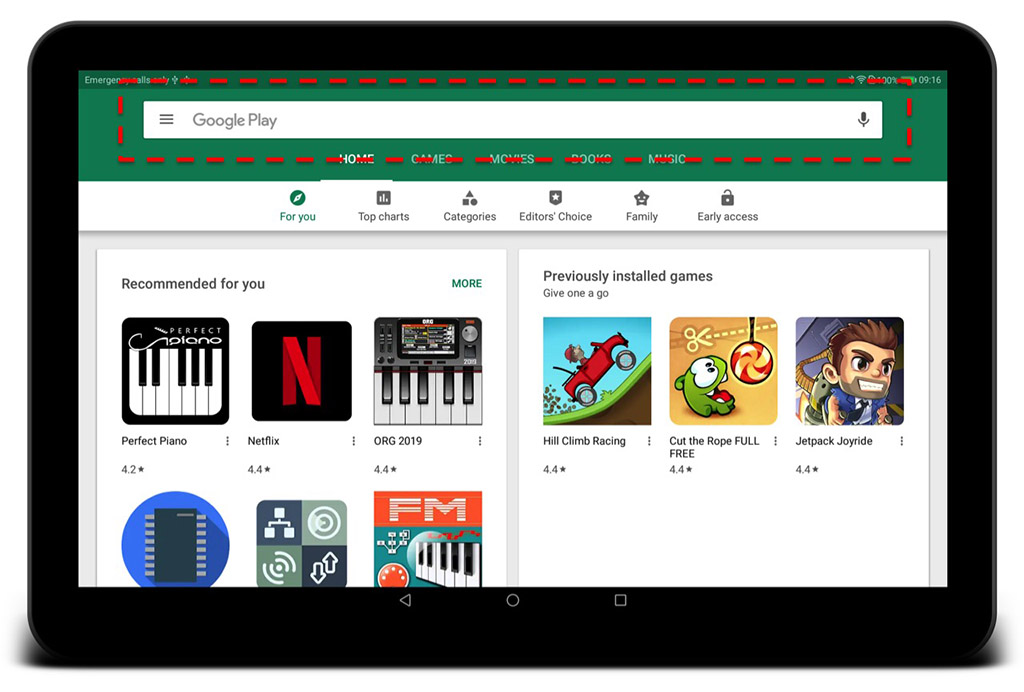 Emergency calls only 100% 09:16
Google Play
HOME GAMES MOVIES BOOKS MUSIC
For you Top charts Categories Editors' Choice Family Early access
Recommended for you MORE
PERFECT
piano
N
ORG
2019
Perfect Piano Netflix ORG 2019
4.2★ 4.4★ 4.4★
FM
Previously installed games
Give one a go
Hill Climb Racing Cut the Rope FULL FREE Jetpack Joyride
4.4★ 4.4★ 4.4★